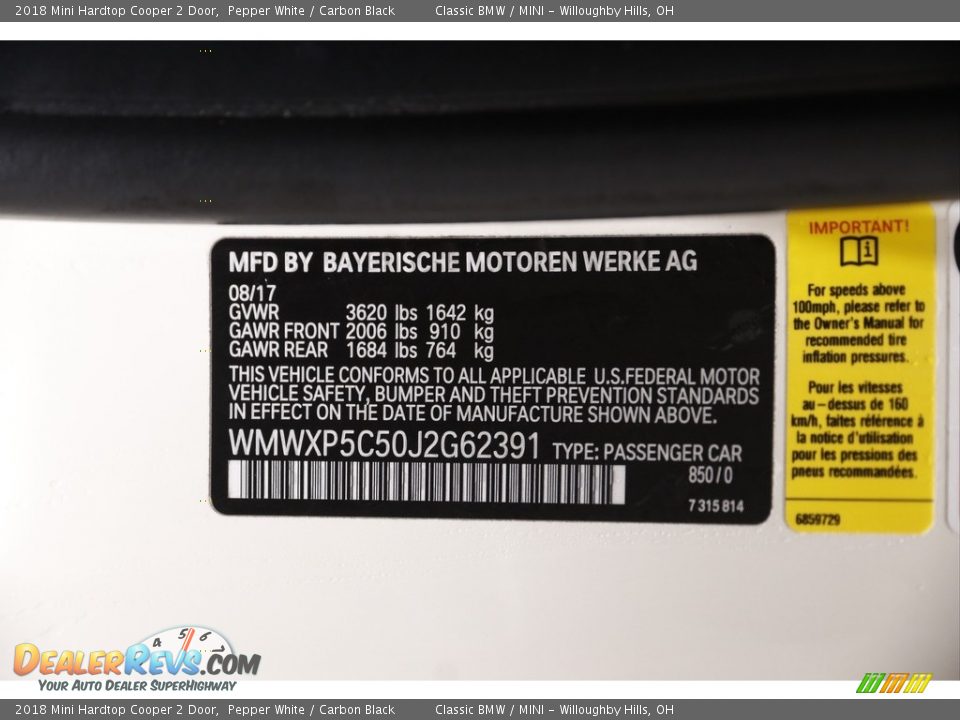 2018 Mini Hardtop Cooper 2 Door, Pepper White / Carbon Black Classic BMW / MINI - Willoughby Hills, OH
MFD BY BAYERISCHE MOTOREN WERKE AG
08/17
GVWR 3620 lbs 1642 kg
GAWR FRONT 2006 lbs 910 kg
GAWR REAR 1684 lbs 764 kg
THIS VEHICLE CONFORMS TO ALL APPLICABLE U.S.FEDERAL MOTOR
VEHICLE SAFETY, BUMPER AND THEFT PREVENTION STANDARDS
IN EFFECT ON THE DATE OF MANUFACTURE SHOWN ABOVE.
WMWXP5C50J2G62391 TYPE: PASSENGER CAR
850/0
7 315 814
IMPORTANT!
i
For speeds above
100mph, please refer to
the Owner's Manual for
recommended tire
inflation pressures.
Pour les vitesses
au-dessus de 160
km/h, faites référence à
la notice d'utilisation
pour les pressions des
pneus recommandées.
6859729
4 5 6 7
DEALERREVS.COM
YOUR AUTO DEALER SUPERHIGHWAY
2018 Mini Hardtop Cooper 2 Door, Pepper White / Carbon Black Classic BMW / MINI - Willoughby Hills, OH